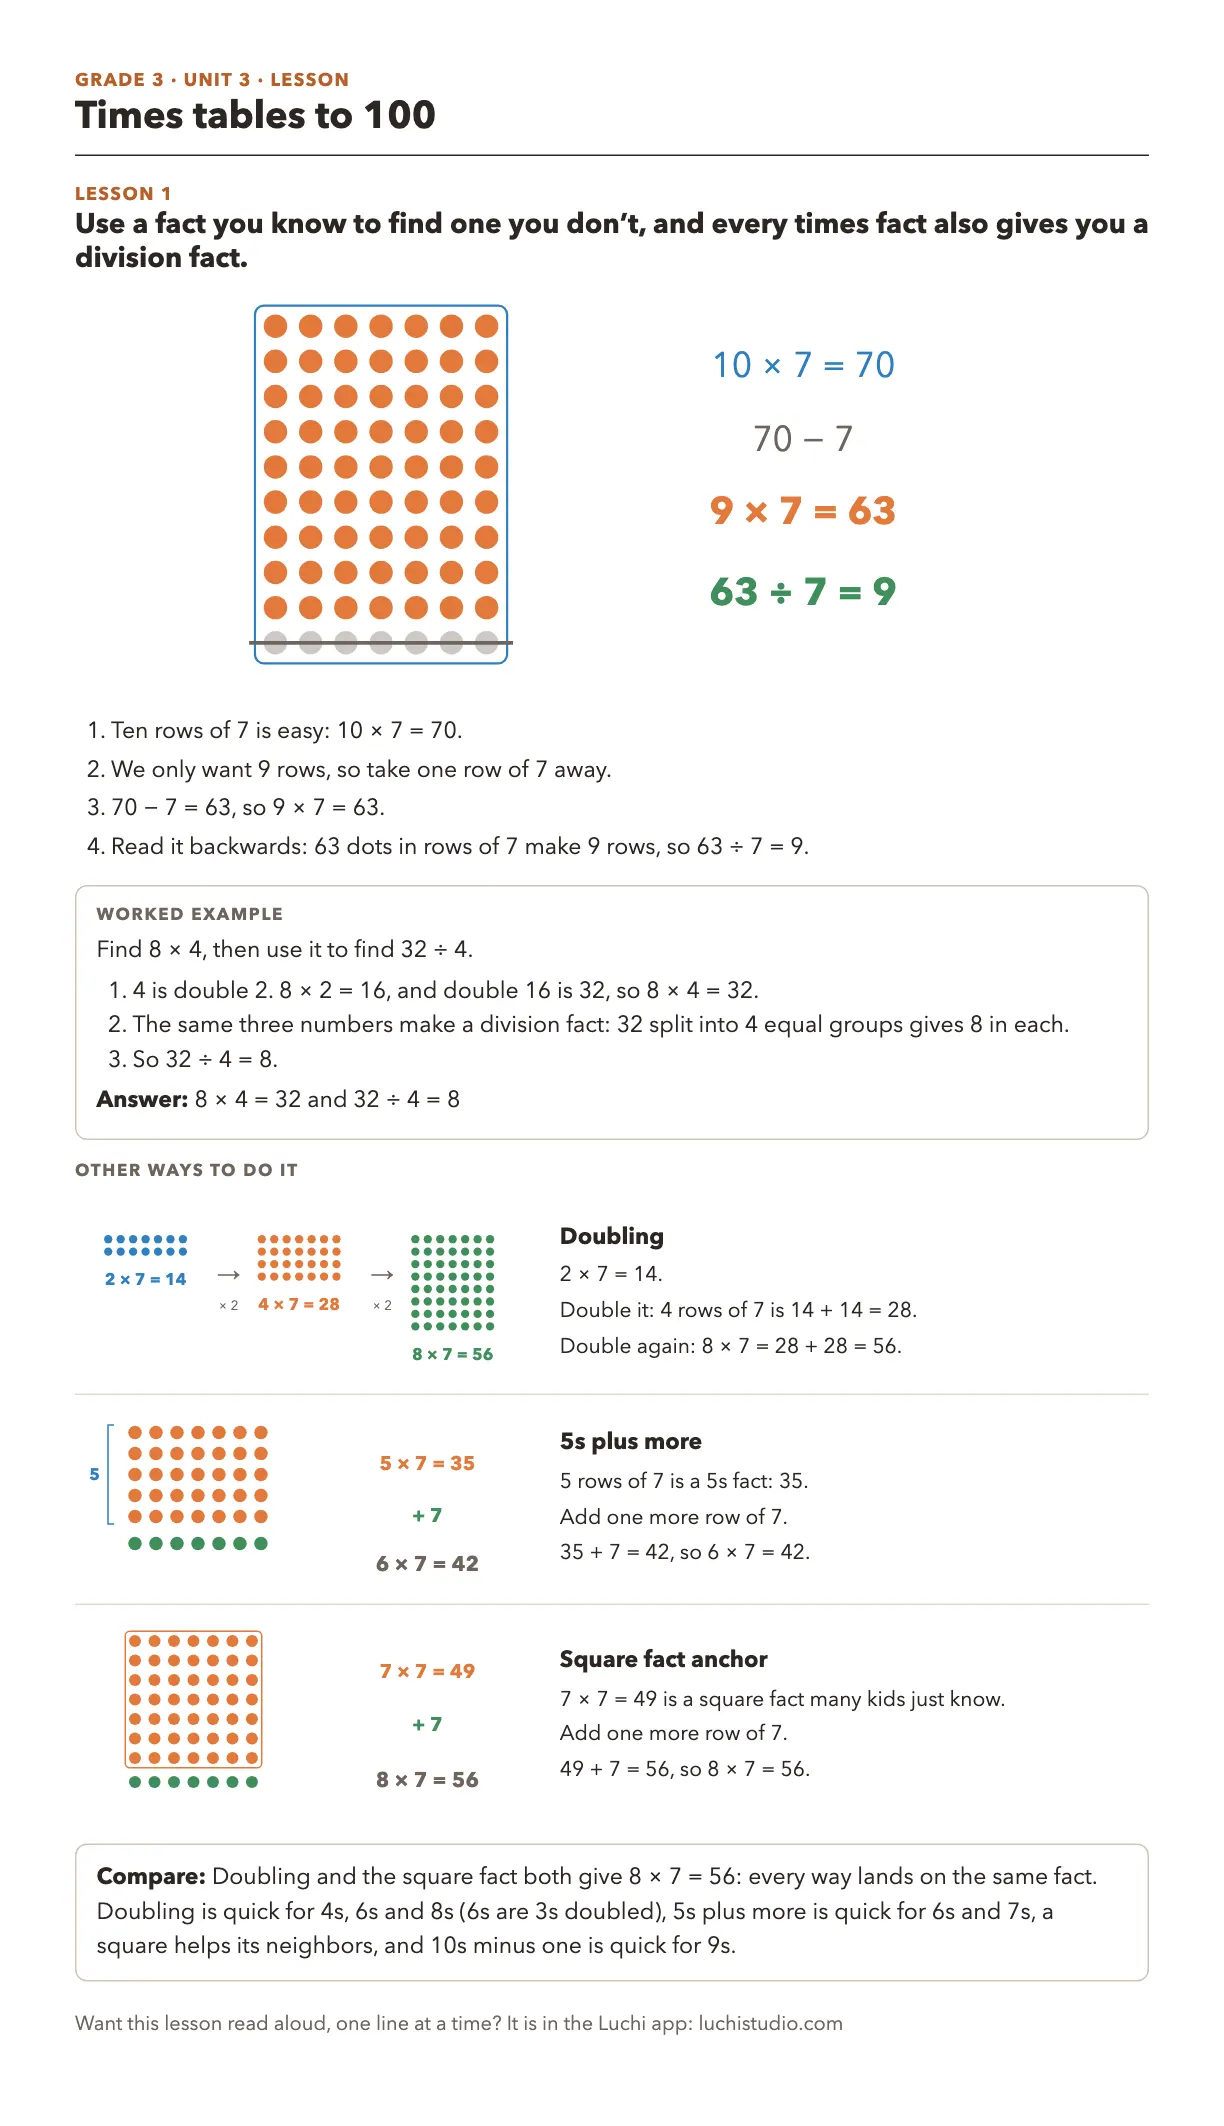 GRADE 3 · UNIT 3 · LESSON
Times tables to 100
LESSON 1
Use a fact you know to find one you don’t, and every times fact also gives you a
division fact.
10 × 7 = 70
70 − 7
9 × 7 = 63
63 ÷ 7 = 9
1. Ten rows of 7 is easy: 10 × 7 = 70.
2. We only want 9 rows, so take one row of 7 away.
3. 70 − 7 = 63, so 9 × 7 = 63.
4. Read it backwards: 63 dots in rows of 7 make 9 rows, so 63 ÷ 7 = 9.
WORKED EXAMPLE
Find 8 × 4, then use it to find 32 ÷ 4.
1. 4 is double 2. 8 × 2 = 16, and double 16 is 32, so 8 × 4 = 32.
2. The same three numbers make a division fact: 32 split into 4 equal groups gives 8 in each.
3. So 32 ÷ 4 = 8.
Answer: 8 × 4 = 32 and 32 ÷ 4 = 8
OTHER WAYS TO DO IT
2 × 7 = 14
→
× 2
4 × 7 = 28
→
× 2
8 × 7 = 56
Doubling
2 × 7 = 14.
Double it: 4 rows of 7 is 14 + 14 = 28.
Double again: 8 × 7 = 28 + 28 = 56.
5
5 × 7 = 35
+ 7
6 × 7 = 42
5s plus more
5 rows of 7 is a 5s fact: 35.
Add one more row of 7.
35 + 7 = 42, so 6 × 7 = 42.
7 × 7 = 49
+ 7
8 × 7 = 56
Square fact anchor
7 × 7 = 49 is a square fact many kids just know.
Add one more row of 7.
49 + 7 = 56, so 8 × 7 = 56.
Compare: Doubling and the square fact both give 8 × 7 = 56: every way lands on the same fact.
Doubling is quick for 4s, 6s and 8s (6s are 3s doubled), 5s plus more is quick for 6s and 7s, a
square helps its neighbors, and 10s minus one is quick for 9s.
Want this lesson read aloud, one line at a time? It is in the Luchi app: luchistudio.com